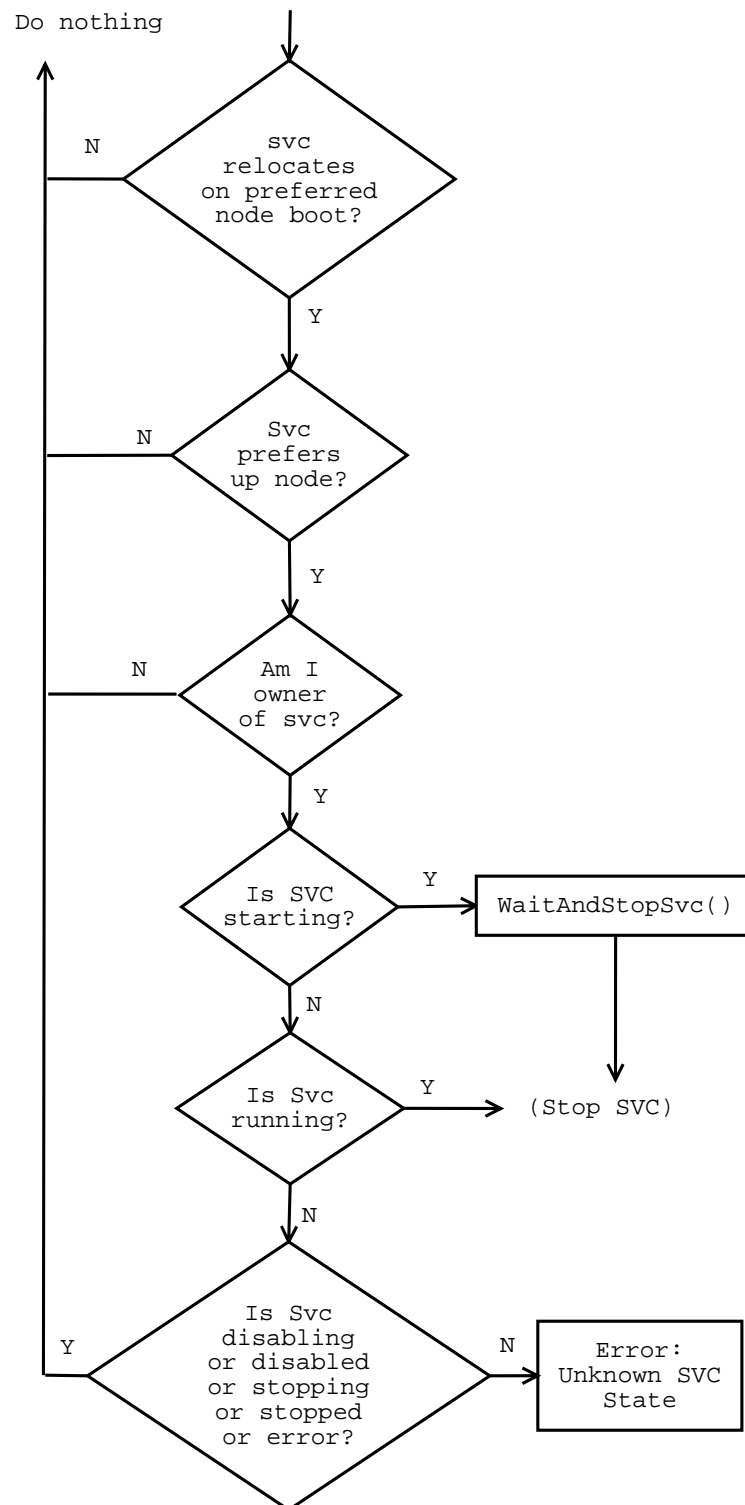 Do nothing
N
svc
relocates
on preferred
node boot?
Y
N
Svc
prefers
up node?
Y
N
Am I
owner
of svc?
Y
Is SVC
starting?
Y
WaitAndStopSvc()
N
Is Svc
running?
Y
(Stop SVC)
N
Y
Is Svc
disabling
or disabled
or stopping
or stopped
or error?
N
Error:
Unknown SVC
State